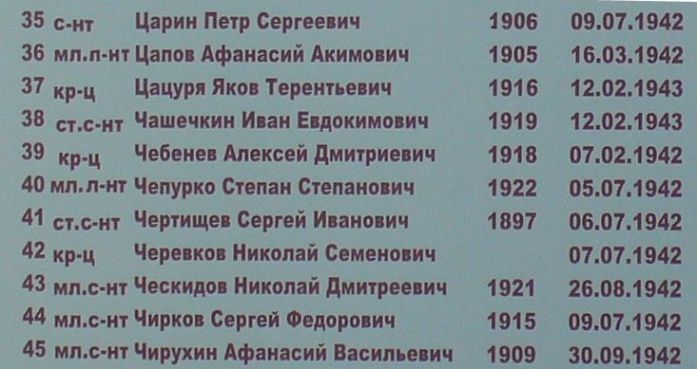 35 с-нт Царин Петр Сергеевич 1906 09.07.1942
36 мл.л-нт Цапов Афанасий Акимович 1905 16.03.1942
37 кр-ц Цацуря Яков Терентьевич 1916 12.02.1943
38 ст.с-нт Чашечкин Иван Евдокимович 1919 12.02.1943
39 кр-ц Чебенев Алексей Дмитриевич 1918 07.02.1942
40 мл.л-нт Чепурко Степан Степанович 1922 05.07.1942
41 ст.с-нт Чертищев Сергей Иванович 1897 06.07.1942
42 кр-ц Черевков Николай Семенович 07.07.1942
43 мл.с-нт Ческидов Николай Дмитреевич 1921 26.08.1942
44 мл.с-нт Чирков Сергей Федорович 1915 09.07.1942
45 мл.с-нт Чирухин Афанасий Васильевич 1909 30.09.1942